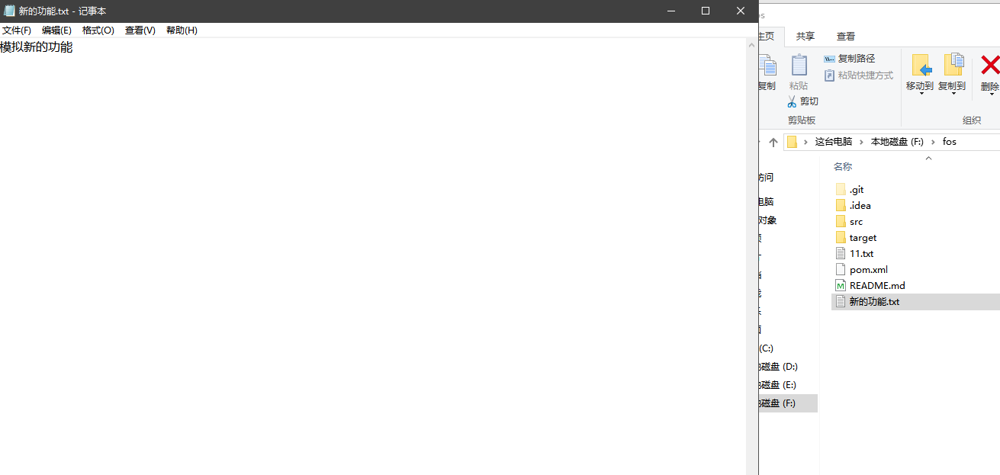 新的功能.txt - 记事本
文件(F) 编辑(E) 格式(O) 查看(V) 帮助(H)
模拟新的功能
主页 共享 查看
复制
粘贴
复制路径
粘贴快捷方式
剪切
剪贴板
移动到
复制到
删除
组织
这台电脑 本地磁盘 (F:) fos
名称
.git
.idea
src
target
11.txt
pom.xml
README.md
新的功能.txt
访问
电脑
对象
(C:)
磁盘 (D:)
磁盘 (E:)
磁盘 (F:)